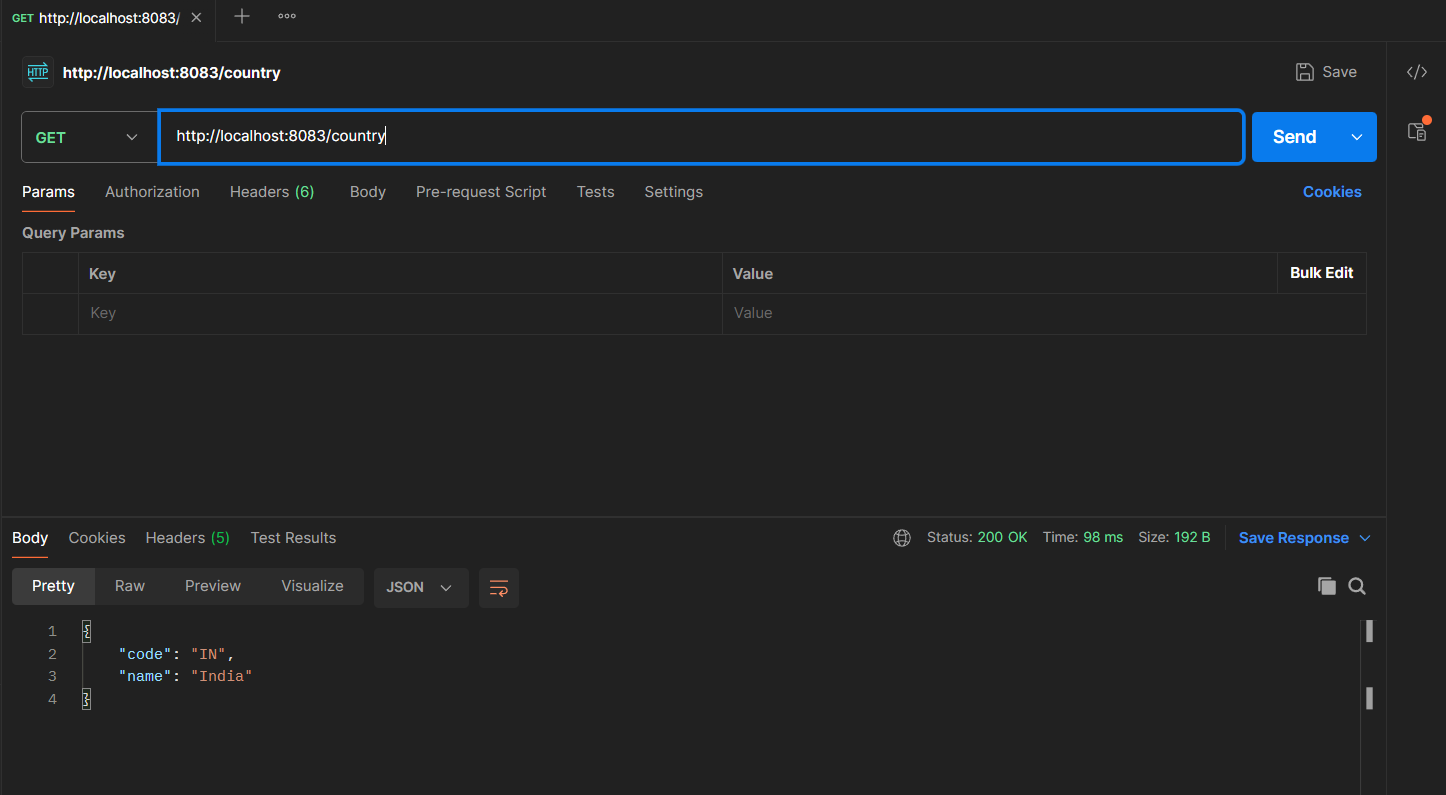 GET http://localhost:8083/
HTTP http://localhost:8083/country Save </>
GET http://localhost:8083/country Send
Params Authorization Headers (6) Body Pre-request Script Tests Settings Cookies
Query Params
Key Value Bulk Edit
Key Value
Body Cookies Headers (5) Test Results Status: 200 OK Time: 98 ms Size: 192 B Save Response
Pretty Raw Preview Visualize JSON
1 {
2 "code": "IN",
3 "name": "India"
4 }